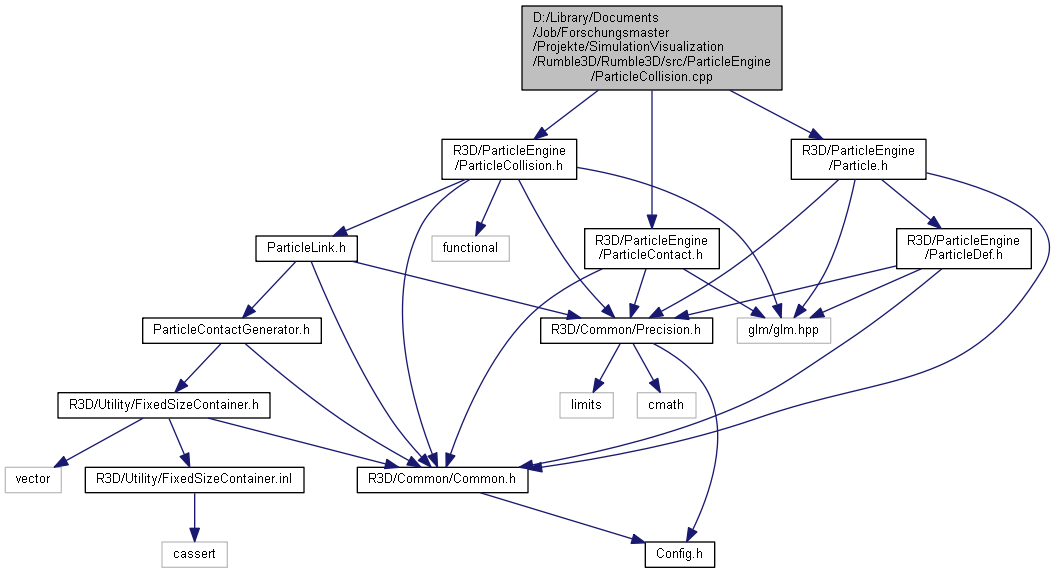 D:/Library/Documents
/Job/Forschungsmaster
/Projekte/SimulationVisualization
/Rumble3D/Rumble3D/src/ParticleEngine
/ParticleCollision.cpp
R3D/ParticleEngine
/ParticleCollision.h
R3D/ParticleEngine
/Particle.h
ParticleLink.h
functional
R3D/ParticleEngine
/ParticleContact.h
R3D/ParticleEngine
/ParticleDef.h
ParticleContactGenerator.h
R3D/Common/Precision.h
glm/glm.hpp
R3D/Utility/FixedSizeContainer.h
limits
cmath
vector
R3D/Utility/FixedSizeContainer.inl
R3D/Common/Common.h
cassert
Config.h